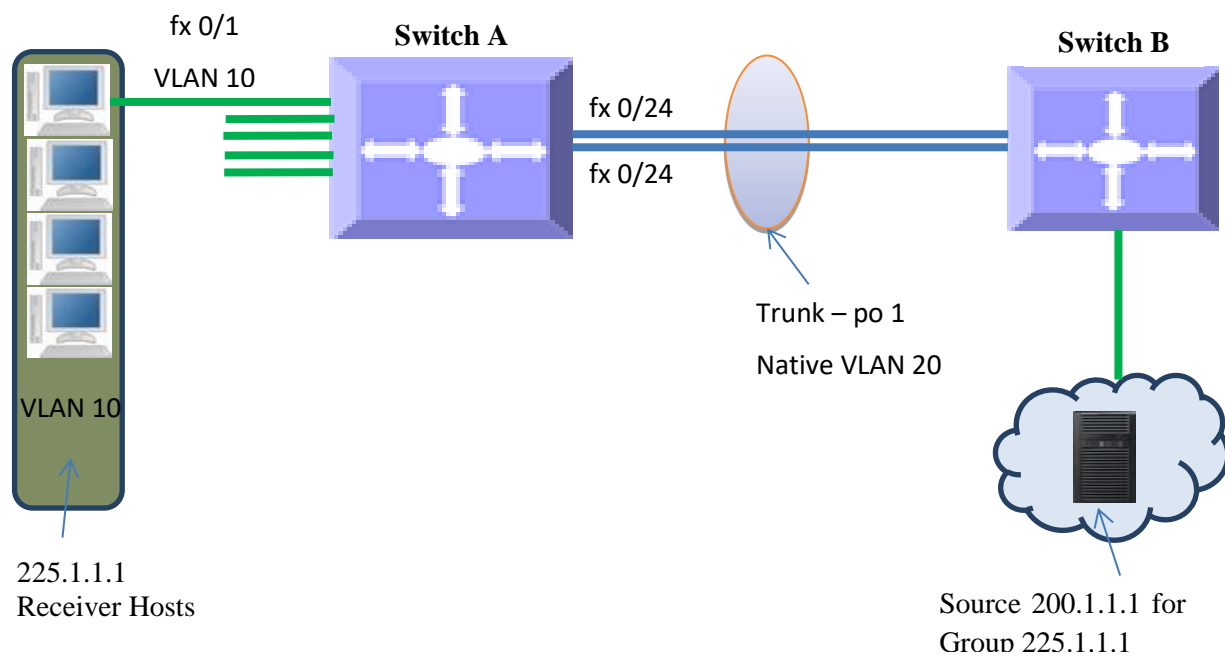 fx 0/1
VLAN 10
Switch A
Switch B
fx 0/24
fx 0/24
Trunk – po 1
Native VLAN 20
VLAN 10
225.1.1.1
Receiver Hosts
Source 200.1.1.1 for
Group 225.1.1.1